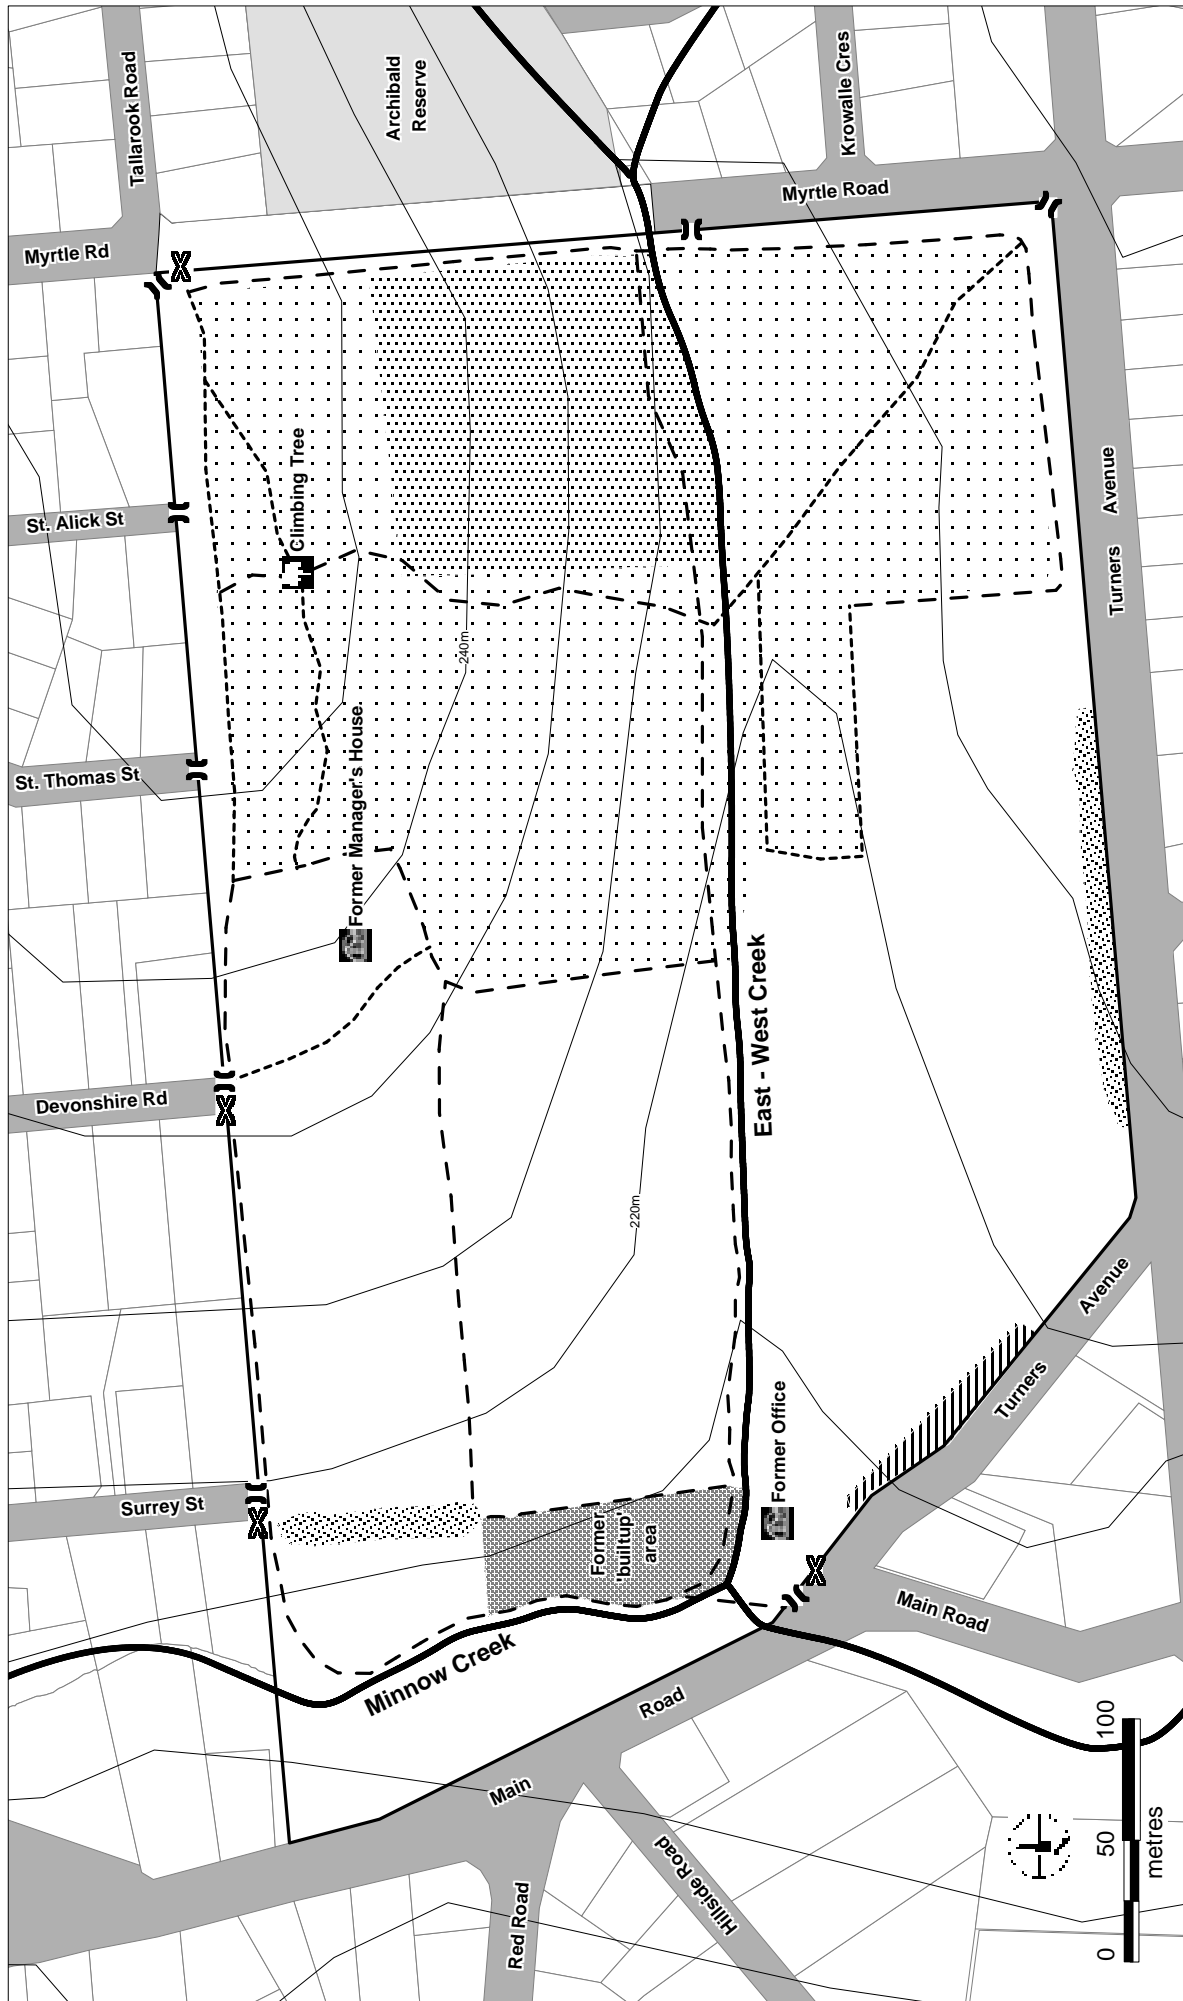 Tallarook Road
Archibald
Reserve
Krowalle Cres
Myrtle Rd
Myrtle Road
St. Alick St
Climbing Tree
Turners
Avenue
240m
St. Thomas St
Former Manager's House
Devonshire Rd
East - West Creek
220m
Turners
Avenue
Surrey St
Former Office
Former
'builtup'
area
Main Road
Minnow Creek
Main
Road
Red Road
Hillside Road
0
50
100
metres